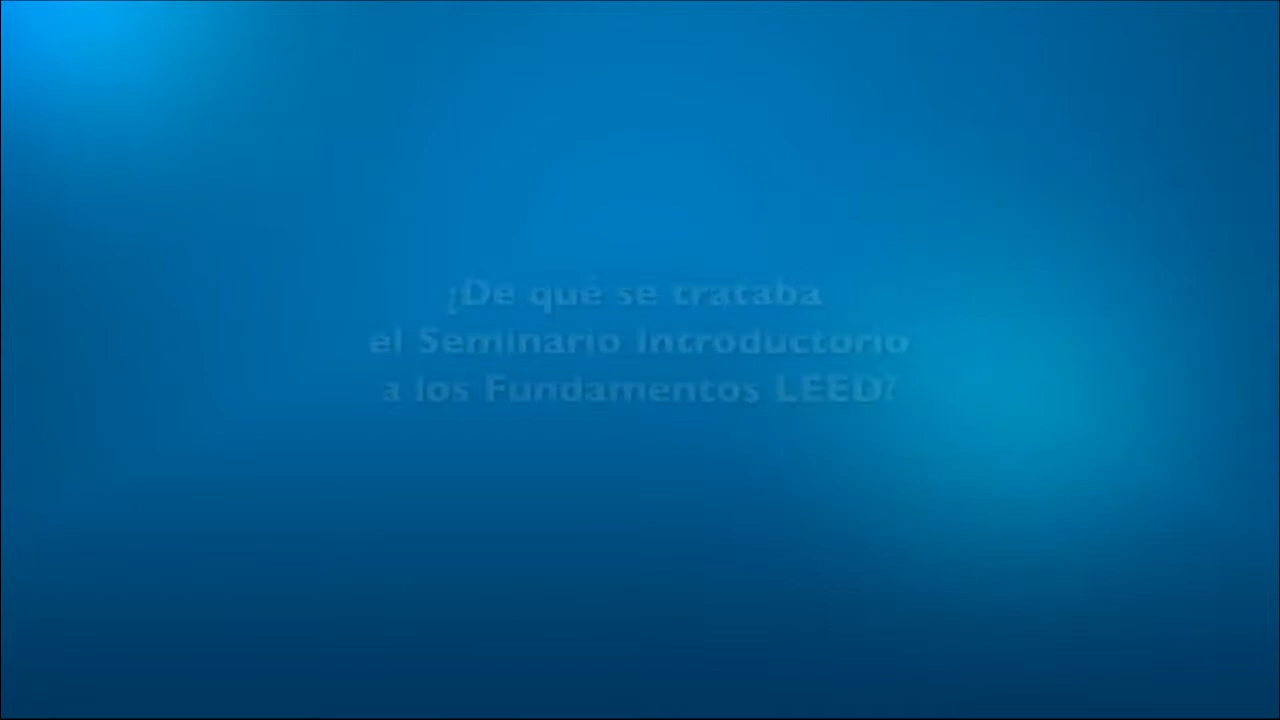 ¿De qué se trataba
el Seminario Introductorio
a los Fundamentos LEED?